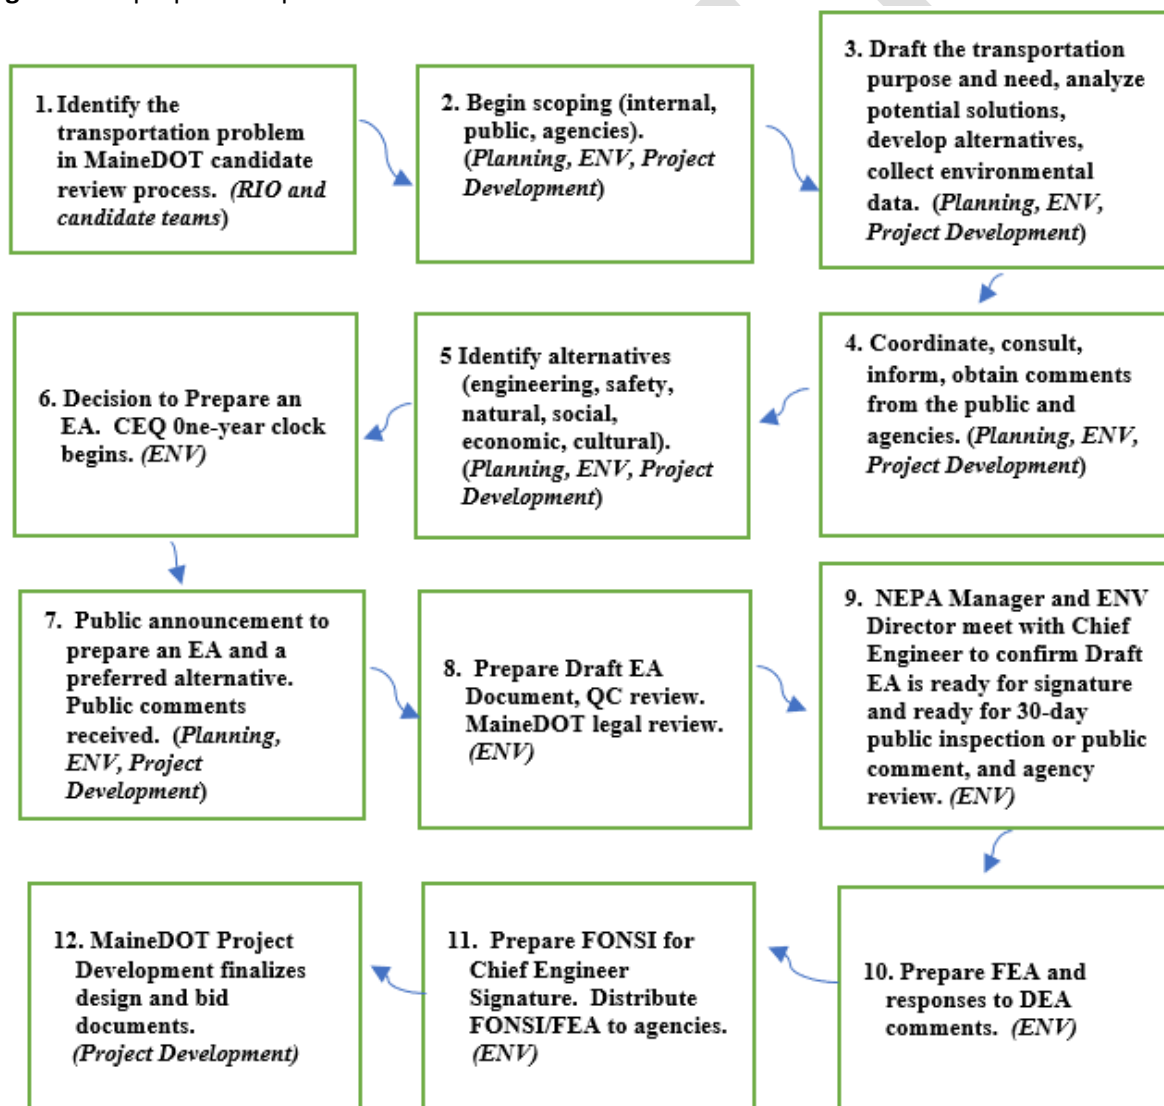 1. Identify the
transportation problem
in MaineDOT candidate
review process. (RIO and
candidate teams)
2. Begin scoping (internal,
public, agencies).
(Planning, ENV, Project
Development)
3. Draft the transportation
purpose and need, analyze
potential solutions,
develop alternatives,
collect environmental
data. (Planning, ENV,
Project Development)
4. Coordinate, consult,
inform, obtain comments
from the public and
agencies. (Planning, ENV,
Project Development)
5 Identify alternatives
(engineering, safety,
natural, social,
economic, cultural).
(Planning, ENV, Project
Development)
6. Decision to Prepare an
EA. CEQ 0ne-year clock
begins. (ENV)
7. Public announcement to
prepare an EA and a
preferred alternative.
Public comments
received. (Planning,
ENV, Project
Development)
8. Prepare Draft EA
Document, QC review.
MaineDOT legal review.
(ENV)
9. NEPA Manager and ENV
Director meet with Chief
Engineer to confirm Draft
EA is ready for signature
and ready for 30-day
public inspection or public
comment, and agency
review. (ENV)
10. Prepare FEA and
responses to DEA
comments. (ENV)
11. Prepare FONSI for
Chief Engineer
Signature. Distribute
FONSI/FEA to agencies.
(ENV)
12. MaineDOT Project
Development finalizes
design and bid
documents.
(Project Development)